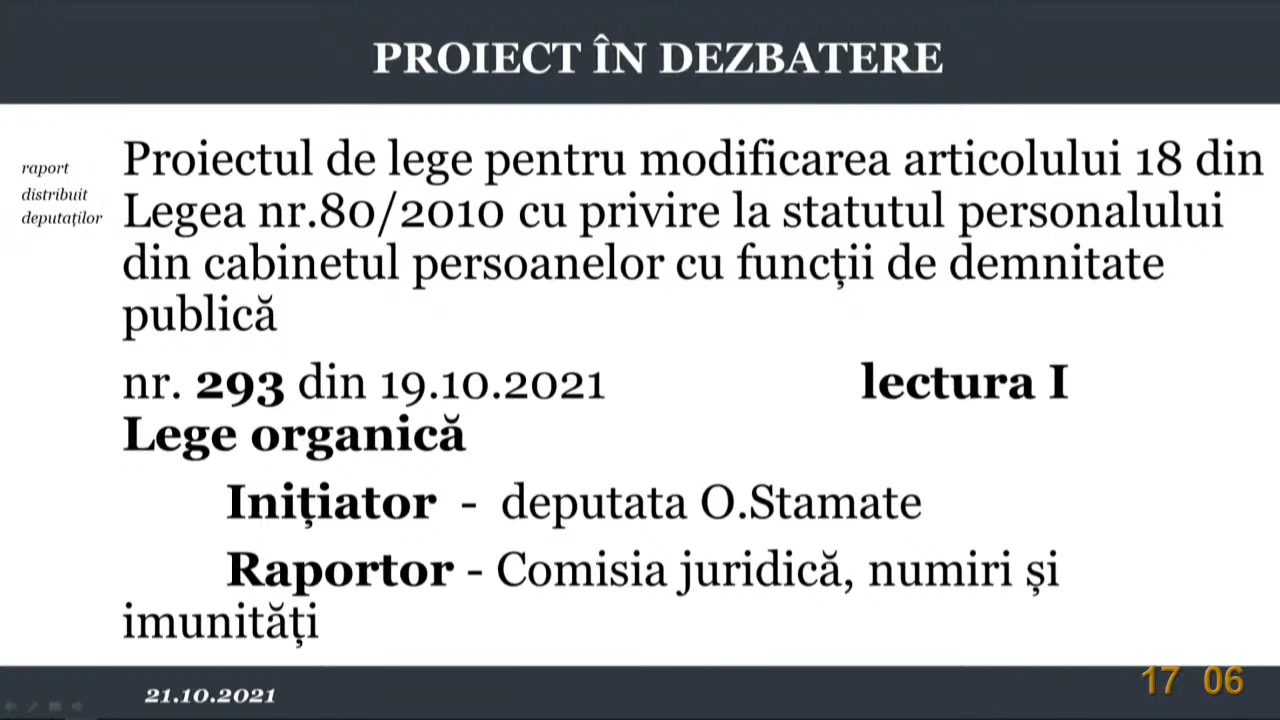 PROIECT ÎN DEZBATERE
raport
distribuit
deputaților
Proiectul de lege pentru modificarea articolului 18 din
Legea nr.80/2010 cu privire la statutul personalului
din cabinetul persoanelor cu funcții de demnitate
publică
nr. 293 din 19.10.2021 lectura I
Lege organică
Inițiator - deputata O.Stamate
Raportor - Comisia juridică, numiri și
imunități
21.10.2021
17 06